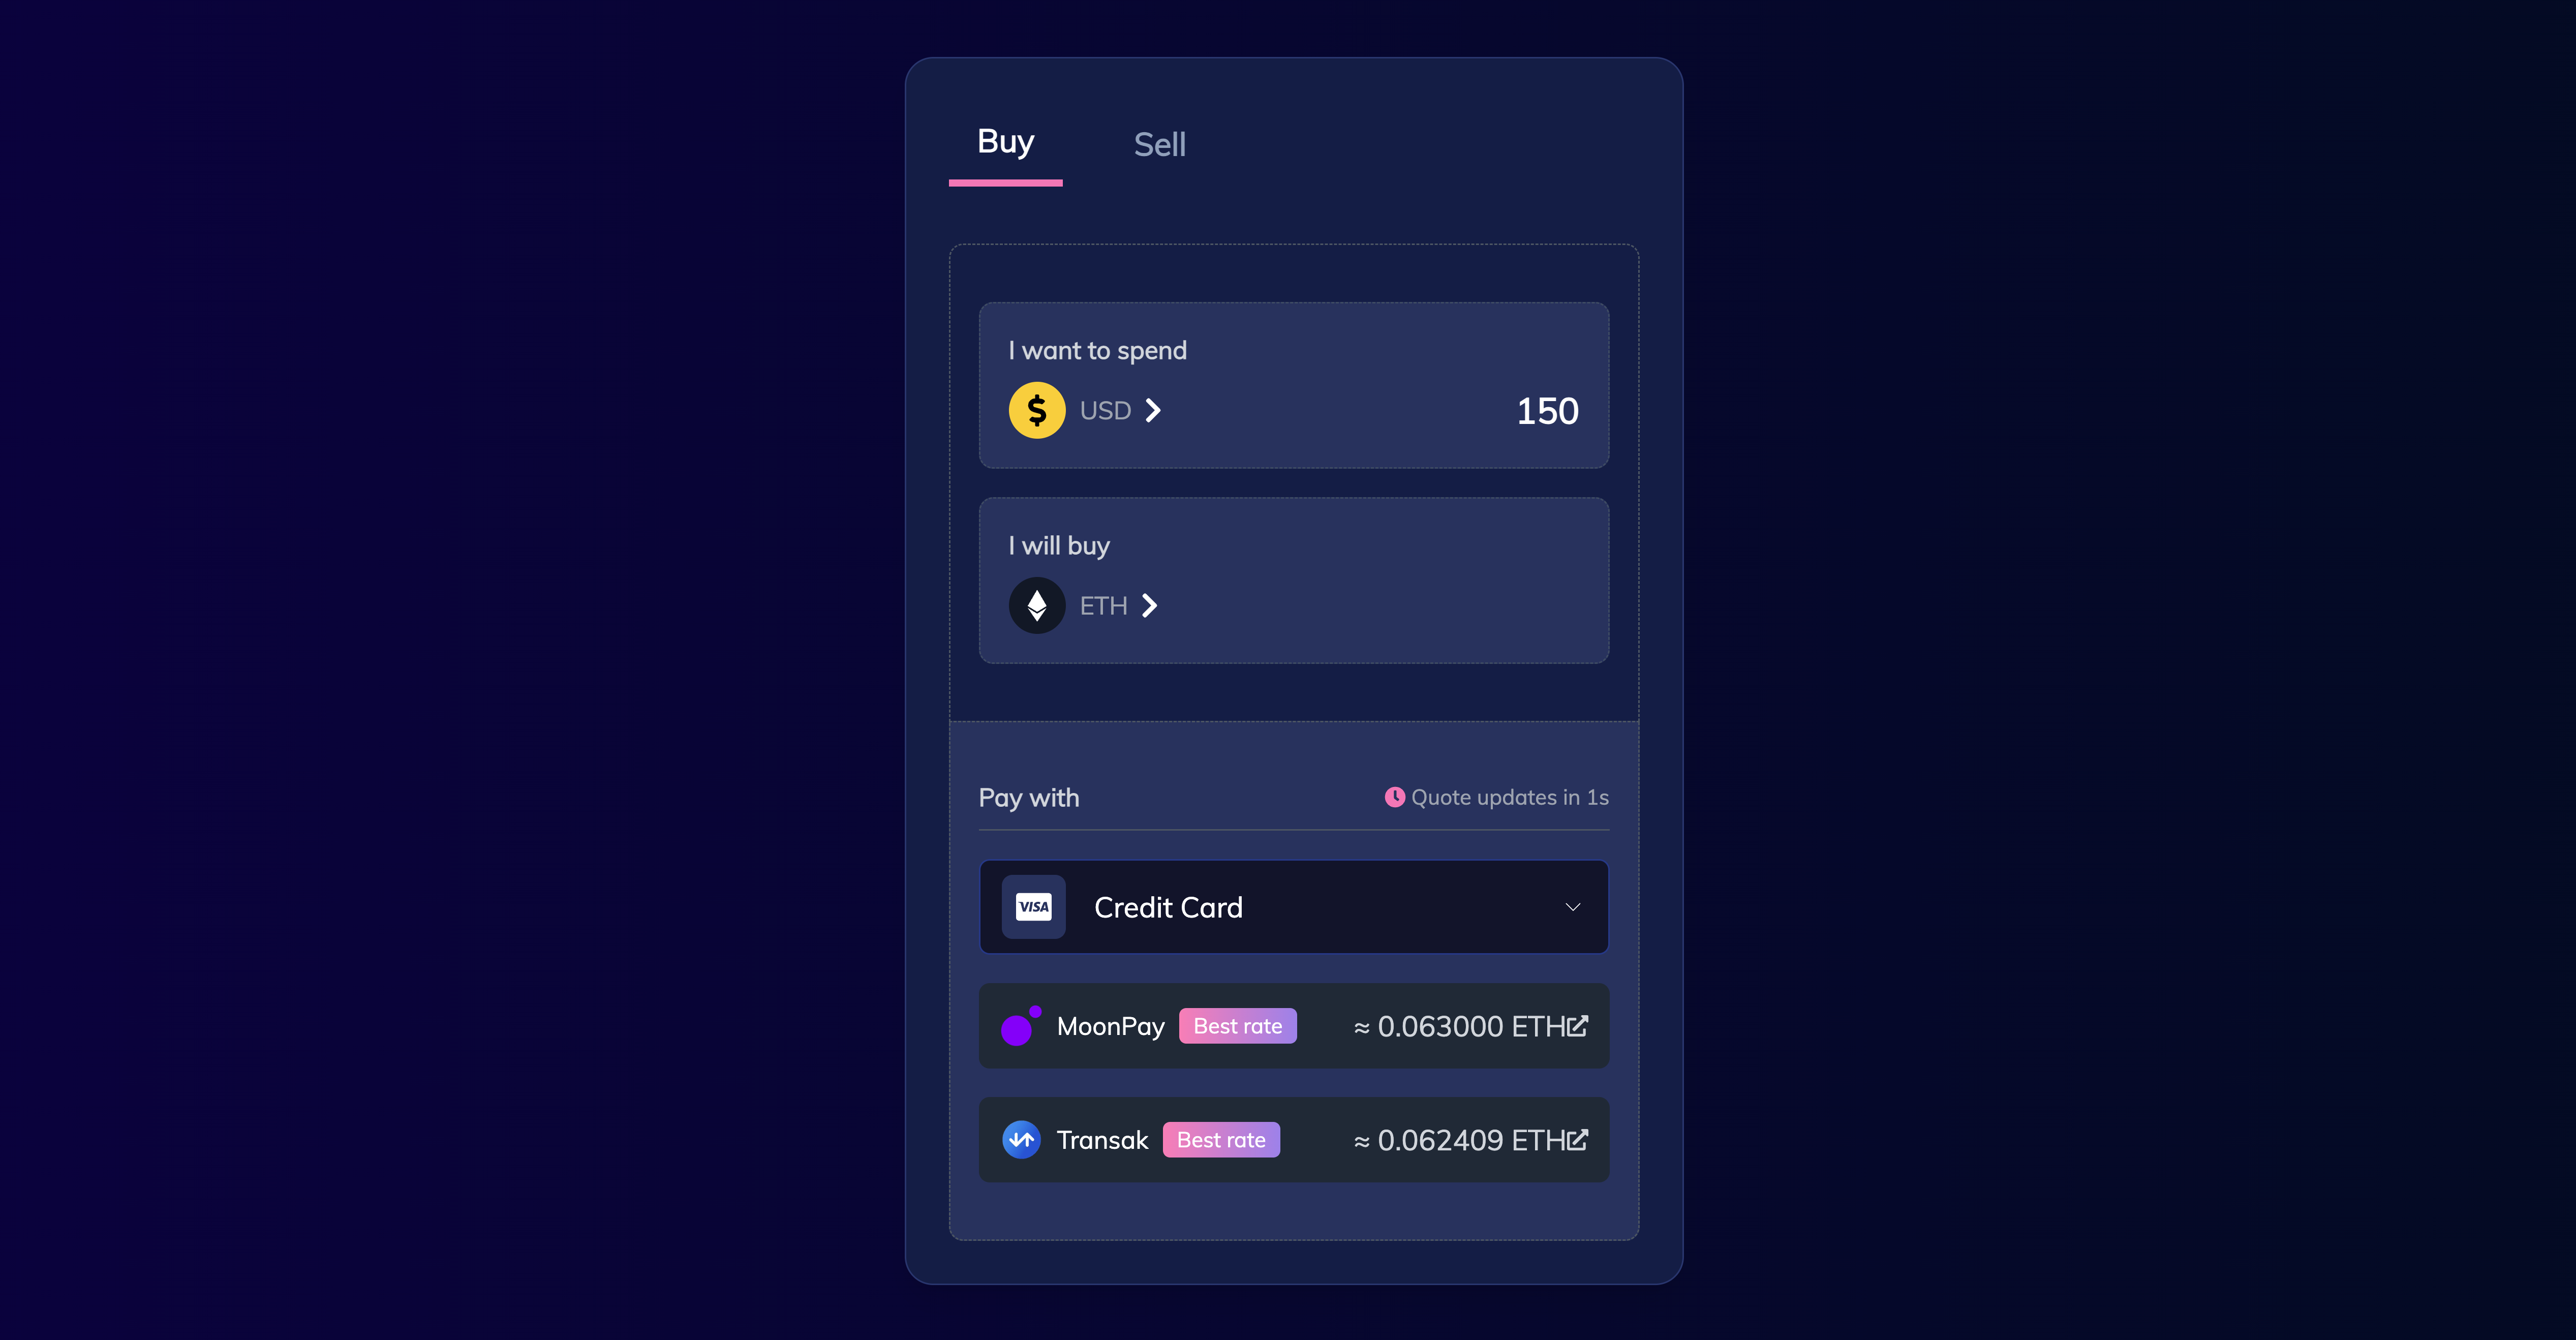 Buy Sell
I want to spend
$ USD 150
I will buy
ETH
Pay with Quote updates in 1s
VISA Credit Card
MoonPay Best rate ≈ 0.063000 ETH
Transak Best rate ≈ 0.062409 ETH